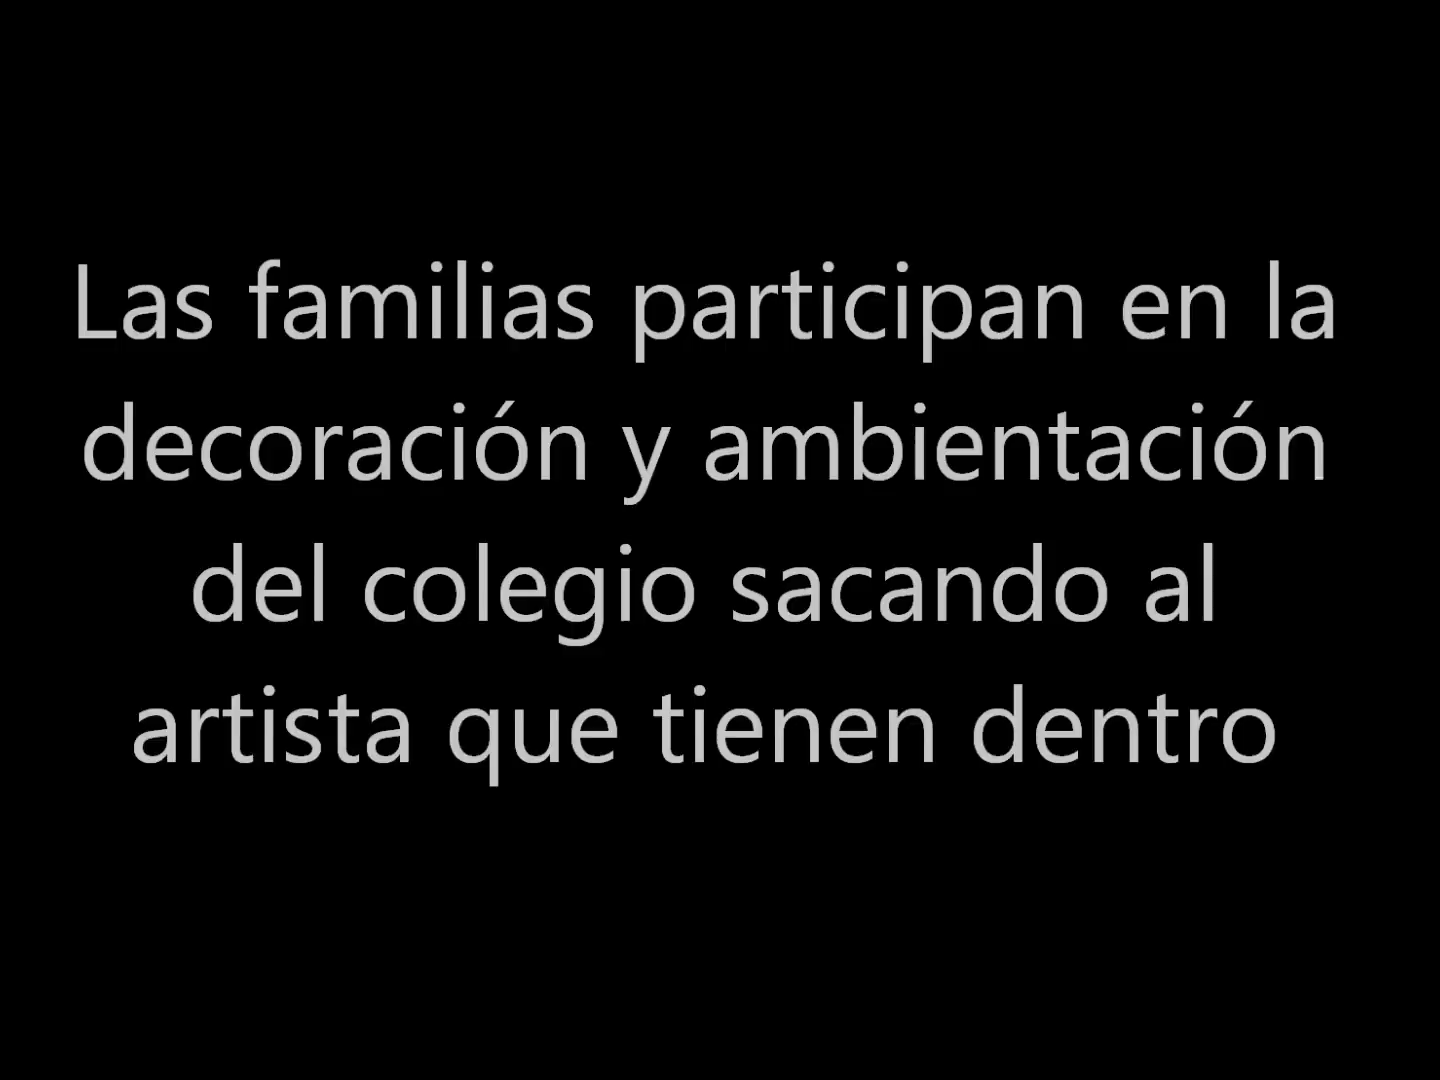 Las familias participan en la
decoración y ambientación
del colegio sacando al
artista que tienen dentro